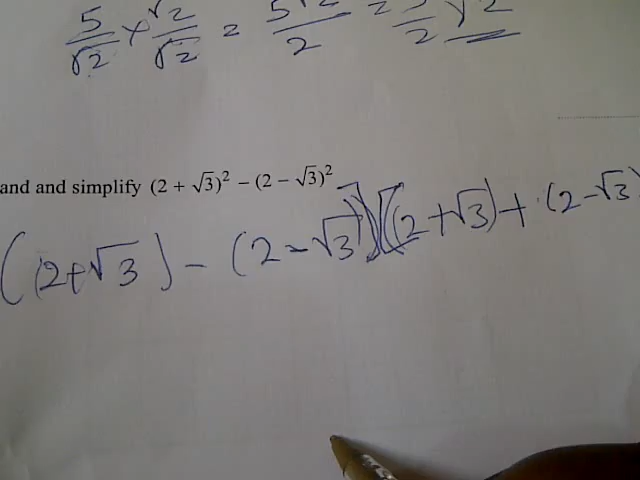 5/√2 × √2/√2 = 5√2/2 = 5/2 √2
and and simplify (2 + √3)² − (2 − √3)²
((2+√3) − (2 − √3))((2+√3) + (2 − √3)